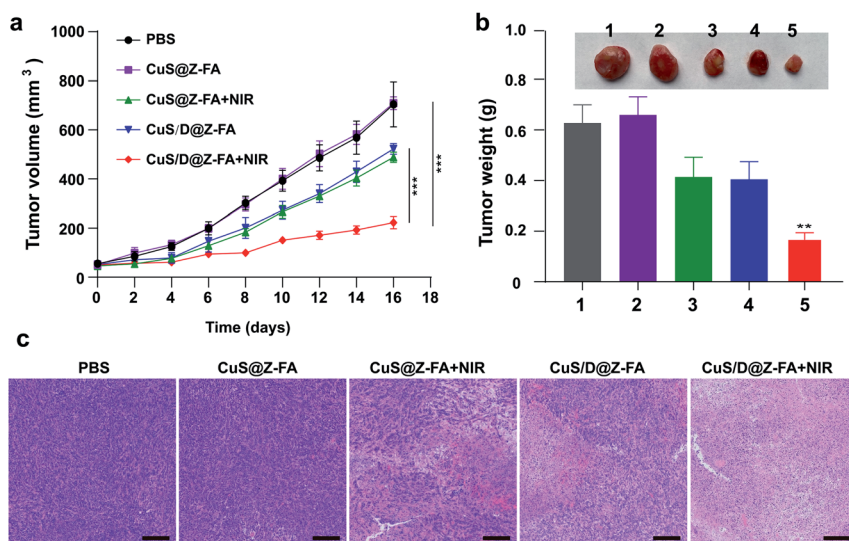 a
Tumor volume (mm³)
1000
800
600
400
200
0
PBS
CuS@Z-FA
CuS@Z-FA+NIR
CuS/D@Z-FA
CuS/D@Z-FA+NIR
***
***
0 2 4 6 8 10 12 14 16 18
Time (days)
b
Tumor weight (g)
1.0
0.8
0.6
0.4
0.2
0
1 2 3 4 5
**
1 2 3 4 5
c
PBS CuS@Z-FA CuS@Z-FA+NIR CuS/D@Z-FA CuS/D@Z-FA+NIR